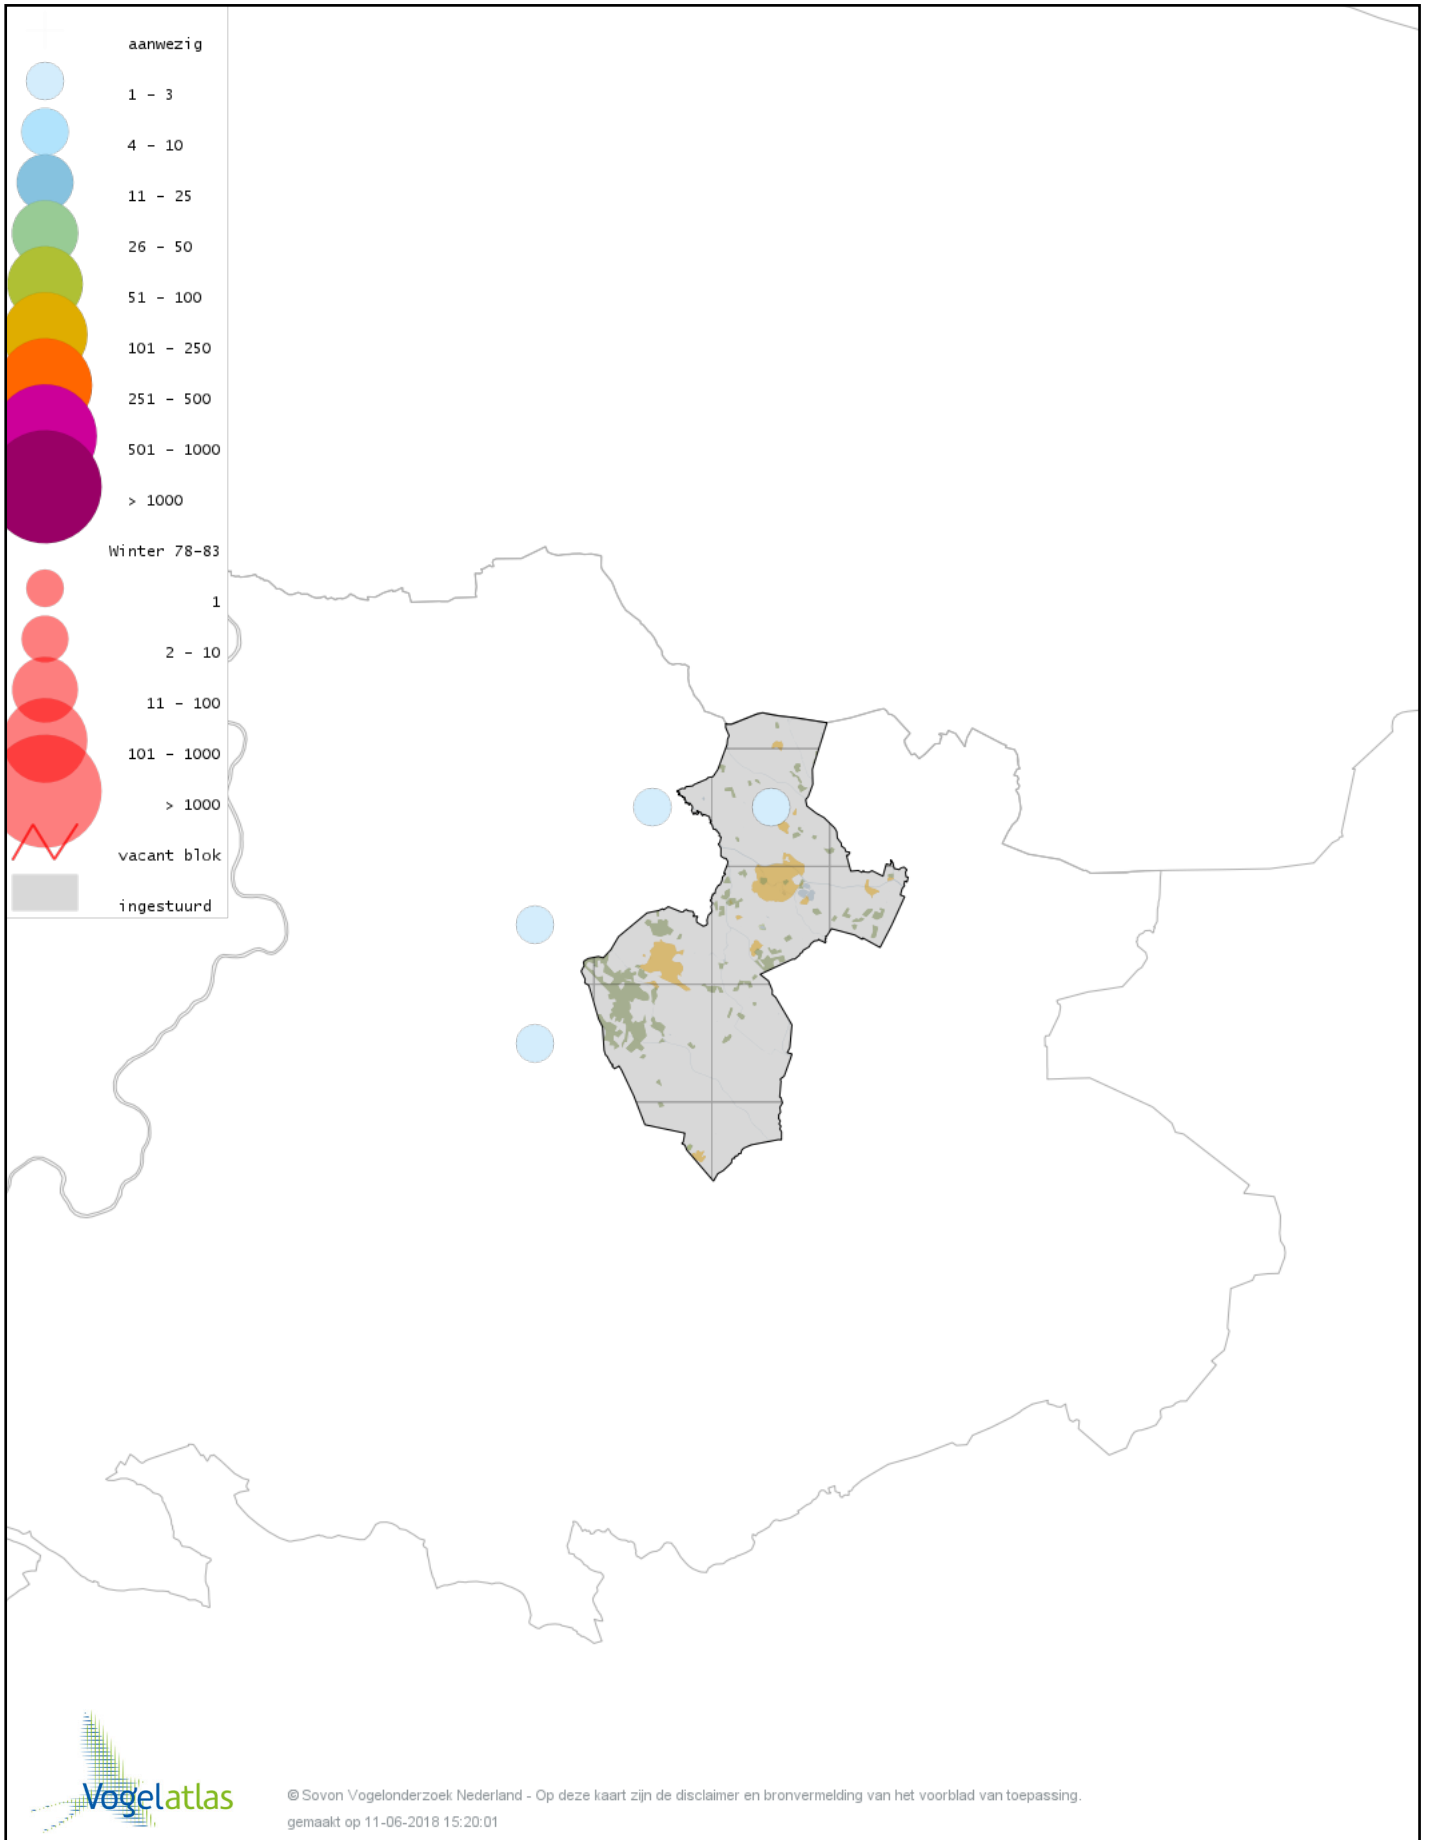 aanwezig
1 - 3
4 - 10
11 - 25
26 - 50
51 - 100
101 - 250
251 - 500
501 - 1000
> 1000
Winter 78-83
1
2 - 10
11 - 100
101 - 1000
> 1000
vacant blok
ingestuurd
Vogelatlas
© Sovon Vogelonderzoek Nederland - Op deze kaart zijn de disclaimer en bronvermelding van het voorblad van toepassing.
gemaakt op 11-06-2018 15:20:01